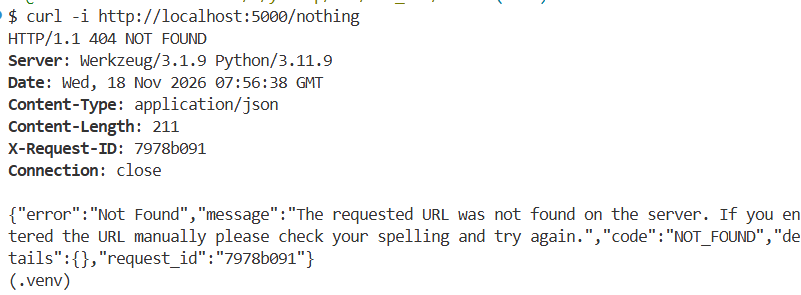 $ curl -i http://localhost:5000/nothing
HTTP/1.1 404 NOT FOUND
Server: Werkzeug/3.1.9 Python/3.11.9
Date: Wed, 18 Nov 2026 07:56:38 GMT
Content-Type: application/json
Content-Length: 211
X-Request-ID: 7978b091
Connection: close

{"error":"Not Found","message":"The requested URL was not found on the server. If you en
tered the URL manually please check your spelling and try again.","code":"NOT_FOUND","de
tails":{},"request_id":"7978b091"}
(.venv)